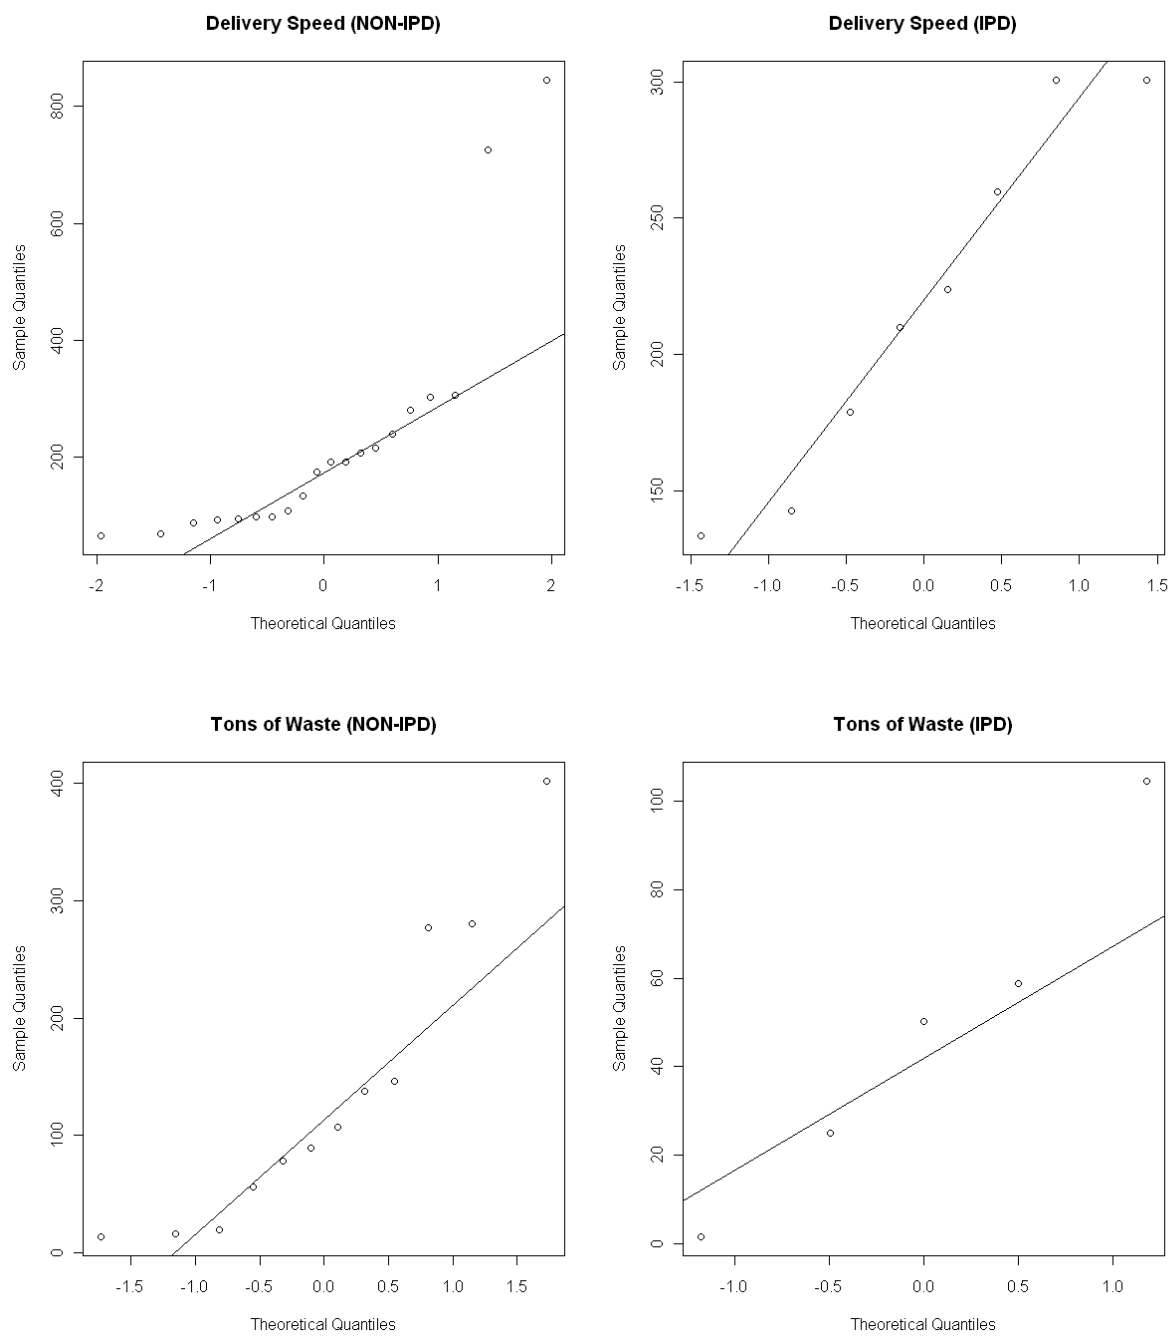 Delivery Speed (NON-IPD)
Sample Quantiles
800
600
400
200
-2 -1 0 1 2
Theoretical Quantiles
Delivery Speed (IPD)
Sample Quantiles
300
250
200
150
-1.5 -1.0 -0.5 0.0 0.5 1.0 1.5
Theoretical Quantiles
Tons of Waste (NON-IPD)
Sample Quantiles
400
300
200
100
0
-1.5 -1.0 -0.5 0.0 0.5 1.0 1.5
Theoretical Quantiles
Tons of Waste (IPD)
Sample Quantiles
100
80
60
40
20
0
-1.0 -0.5 0.0 0.5 1.0
Theoretical Quantiles